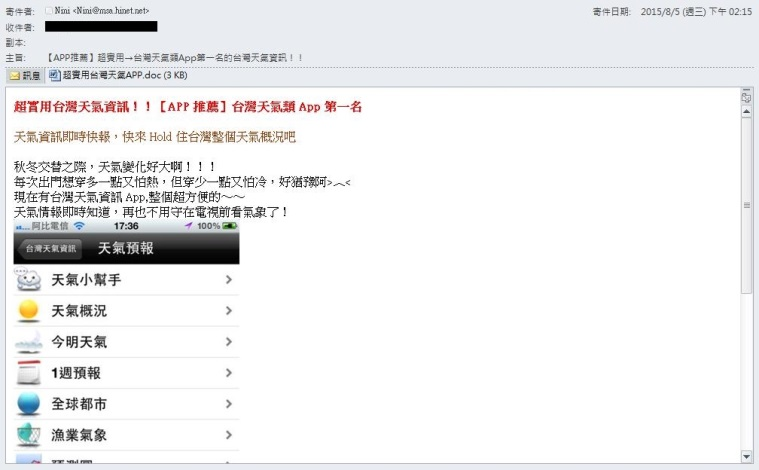 寄件者: Nini <Nini@msa.hinet.net> 寄件日期: 2015/8/5 (週三) 下午 02:15
收件者:
副本:
主旨: 【APP推薦】超實用→台灣天氣類App第一名的台灣天氣資訊！！
訊息 超實用台灣天氣APP.doc (3 KB)
超實用台灣天氣資訊！！【APP 推薦】台灣天氣類 App 第一名
天氣資訊即時快報，快來 Hold 住台灣整個天氣概況吧
秋冬交替之際，天氣變化好大啊！！！
每次出門想穿多一點又怕熱，但穿少一點又怕冷，好猶豫阿>︿<
現在有台灣天氣資訊 App,整個超方便的～～
天氣情報即時知道，再也不用守在電視前看氣象了！
阿比電信 17:36 100%
台灣天氣資訊 天氣預報
天氣小幫手
天氣概況
今明天氣
1週預報
全球都市
漁業氣象